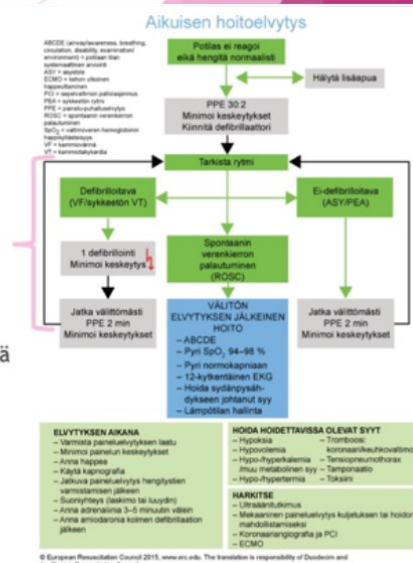 Aikuisen hoitoelvytys
ABCDE (airway/awareness, breathing,
circulation, disability, examination/
environment) = potilaan tilan
systemaattinen arviointi
ASY = asystole
ECMO = kehon ulkoinen
happeuttaminen
PCI = sepelvaltimon pallolaajennus
PEA = sykkeetön rytmi
PPE = painelu-puhalluselvytys
ROSC = spontaanin verenkierron
palautuminen
SpO₂ = valtimoveren hemoglobiinin
happikyllästeisyys
VF = kammiovärinä
VT = kammiotakykardia
Potilas ei reagoi
eikä hengitä normaalisti
Hälytä lisäapua
PPE 30:2
Minimoi keskeytykset
Kiinnitä defibrillaattori
Tarkista rytmi
Defibrilloitava
(VF/sykkeetön VT)
Ei-defibrilloitava
(ASY/PEA)
1 defibrillointi
Minimoi keskeytys
Spontaanin
verenkierron
palautuminen
(ROSC)
Jatka välittömästi
PPE 2 min
Minimoi keskeytykset
VÄLITÖN
ELVYTYKSEN JÄLKEINEN
HOITO
– ABCDE
– Pyri SpO₂ 94–98 %
– Pyri normokapniaan
– 12-kytkentäinen EKG
– Hoida sydänpysäh-
dykseen johtanut syy
– Lämpötilan hallinta
Jatka välittömästi
PPE 2 min
Minimoi keskeytykset
ä
ELVYTYKSEN AIKANA
– Varmista paineluelvytyksen laatu
– Minimoi painelun keskeytykset
– Anna happea
– Käytä kapnografia
– Jatkuva paineluelvytys hengitystien
varmistamisen jälkeen
– Suoniyhteys (laskimo tai luuydin)
– Anna adrenaliinia 3–5 minuutin välein
– Anna amiodaronia kolmen defibrillaation
jälkeen
HOIDA HOIDETTAVISSA OLEVAT SYYT
– Hypoksia – Tromboosi:
– Hypovolemia koronaari/keuhkovaltimo
– Hypo-/hyperkalemia – Tensiopneumothorax
/muu metabolinen syy – Tamponaatio
– Hypo-/hypertermia – Toksiini
HARKITSE
– Ultraäänitutkimus
– Mekaaninen paineluelvytys kuljetuksen tai hoidon
mahdollistamiseksi
– Koronaariangiografia ja PCI
– ECMO
© European Resuscitation Council 2015, www.erc.edu. The translation is responsibility of Duodecim and